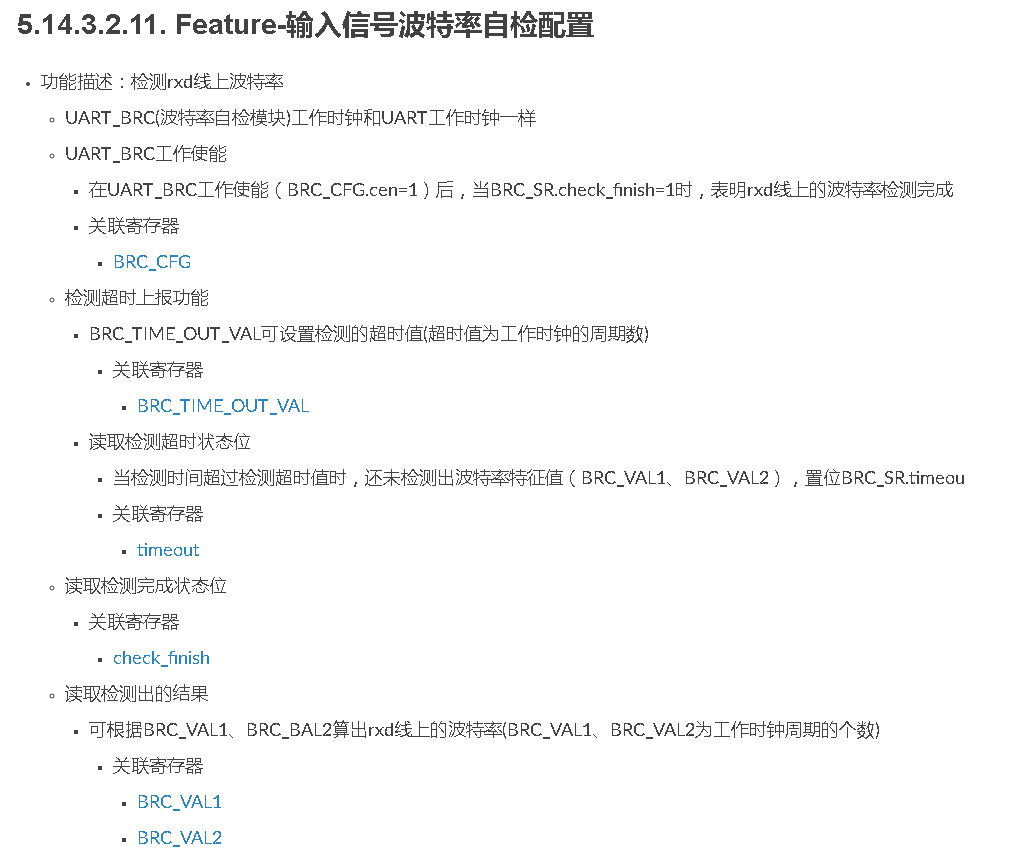 5.14.3.2.11. Feature-输入信号波特率自检配置
功能描述：检测rxd线上波特率
UART_BRC(波特率自检模块)工作时钟和UART工作时钟一样
UART_BRC工作使能
在UART_BRC工作使能（BRC_CFG.cen=1）后，当BRC_SR.check_finish=1时，表明rxd线上的波特率检测完成
关联寄存器
BRC_CFG
检测超时上报功能
BRC_TIME_OUT_VAL可设置检测的超时值(超时值为工作时钟的周期数)
关联寄存器
BRC_TIME_OUT_VAL
读取检测超时状态位
当检测时间超过检测超时值时，还未检测出波特率特征值（BRC_VAL1、BRC_VAL2），置位BRC_SR.timeou
关联寄存器
timeout
读取检测完成状态位
关联寄存器
check_finish
读取检测出的结果
可根据BRC_VAL1、BRC_BAL2算出rxd线上的波特率(BRC_VAL1、BRC_VAL2为工作时钟周期的个数)
关联寄存器
BRC_VAL1
BRC_VAL2